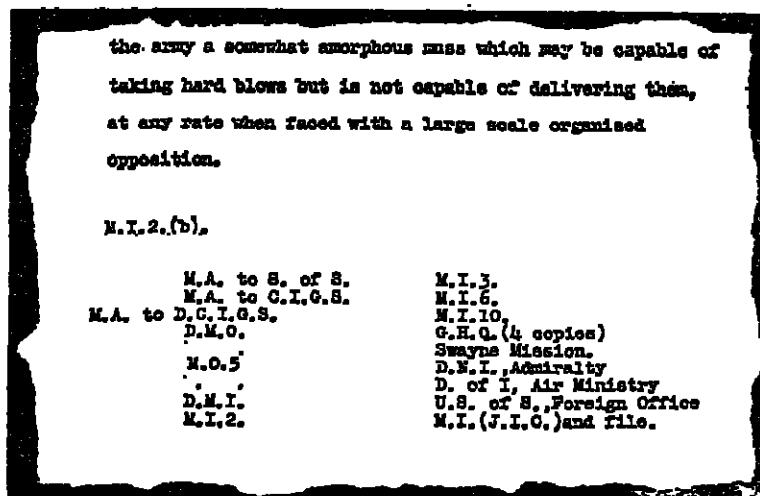 the army a somewhat amorphous mass which may be capable of
taking hard blows but is not capable of delivering them,
at any rate when faced with a large scale organised
opposition.
M.I.2.(b).
M.A. to S. of S.
M.A. to C.I.G.S.
M.A. to D.C.I.G.S.
D.M.O.
M.O.5
D.M.I.
M.I.2.
M.I.3.
M.I.6.
M.I.10.
G.H.Q.(4 copies)
Swayne Mission.
D.N.I.,Admiralty
D. of I, Air Ministry
U.S. of S.,Foreign Office
M.I.(J.I.C.)and file.